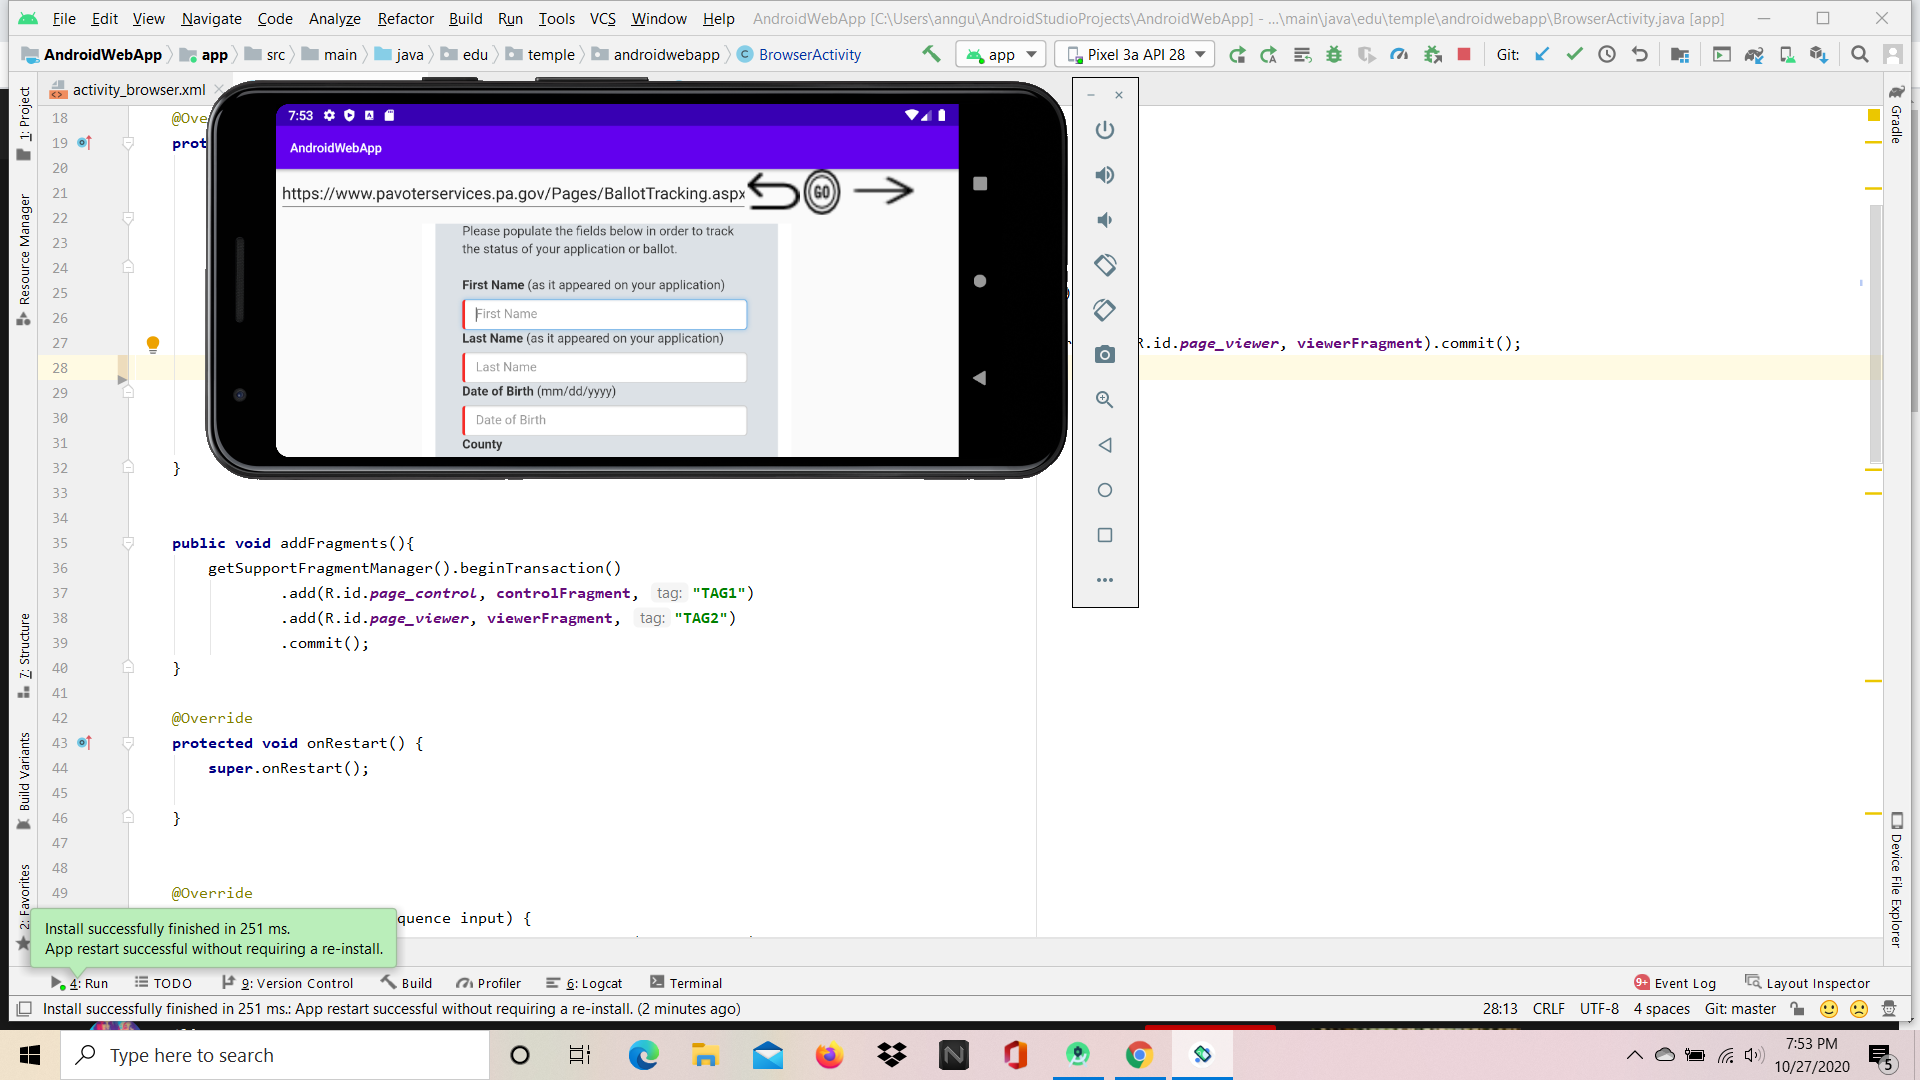 File Edit View Navigate Code Analyze Refactor Build Run Tools VCS Window Help AndroidWebApp [C:\Users\anngu\AndroidStudioProjects\AndroidWebApp] - ...\main\java\edu\temple\androidwebapp\BrowserActivity.java [app]
AndroidWebApp app src main java edu temple androidwebapp BrowserActivity app Pixel 3a API 28 Git:
activity_browser.xml
1: Project
Resource Manager
7: Structure
Build Variants
2: Favorites
Gradle
Device File Explorer
7:53
AndroidWebApp
https://www.pavoterservices.pa.gov/Pages/BallotTracking.aspx GO
Please populate the fields below in order to track
the status of your application or ballot.
First Name (as it appeared on your application)
First Name
Last Name (as it appeared on your application)
Last Name
Date of Birth (mm/dd/yyyy)
Date of Birth
County
18 @Ove
19 prot
20
21
22
23
24
25 )
26
27 R.id.page_viewer, viewerFragment).commit();
28
29
30
31
32 }
33
34
35 public void addFragments(){
36 getSupportFragmentManager().beginTransaction()
37 .add(R.id.page_control, controlFragment, tag: "TAG1")
38 .add(R.id.page_viewer, viewerFragment, tag: "TAG2")
39 .commit();
40 }
41
42 @Override
43 protected void onRestart() {
44 super.onRestart();
45
46 }
47
48
49 @Override
quence input) {
Install successfully finished in 251 ms.
App restart successful without requiring a re-install.
4: Run TODO 9: Version Control Build Profiler 6: Logcat Terminal 9+ Event Log Layout Inspector
Install successfully finished in 251 ms.: App restart successful without requiring a re-install. (2 minutes ago) 28:13 CRLF UTF-8 4 spaces Git: master
Type here to search
7:53 PM
10/27/2020
5